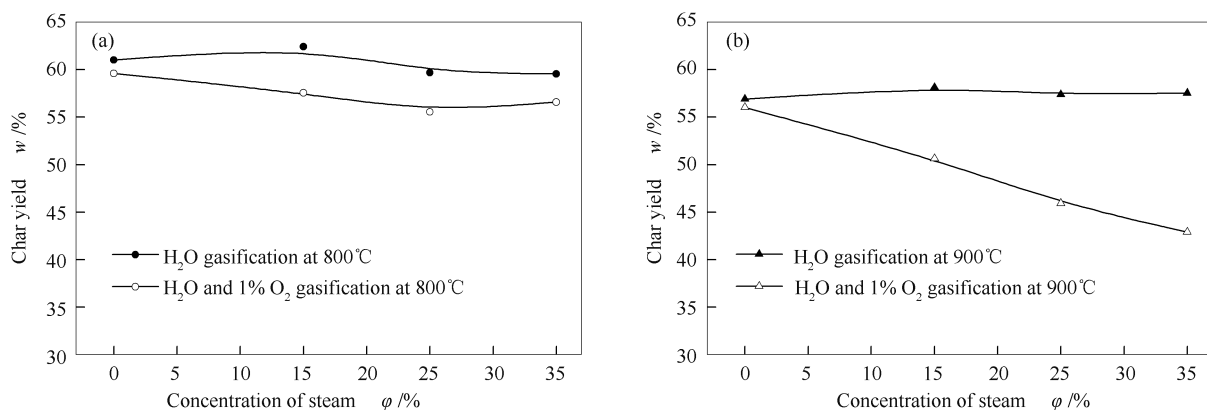 (a)
65
60
55
50
45
40
35
30
Char yield w /%
H₂O gasification at 800℃
H₂O and 1% O₂ gasification at 800℃
0 5 10 15 20 25 30 35
Concentration of steam φ /%
(b)
65
60
55
50
45
40
35
30
Char yield w /%
H₂O gasification at 900℃
H₂O and 1% O₂ gasification at 900℃
0 5 10 15 20 25 30 35
Concentration of steam φ /%